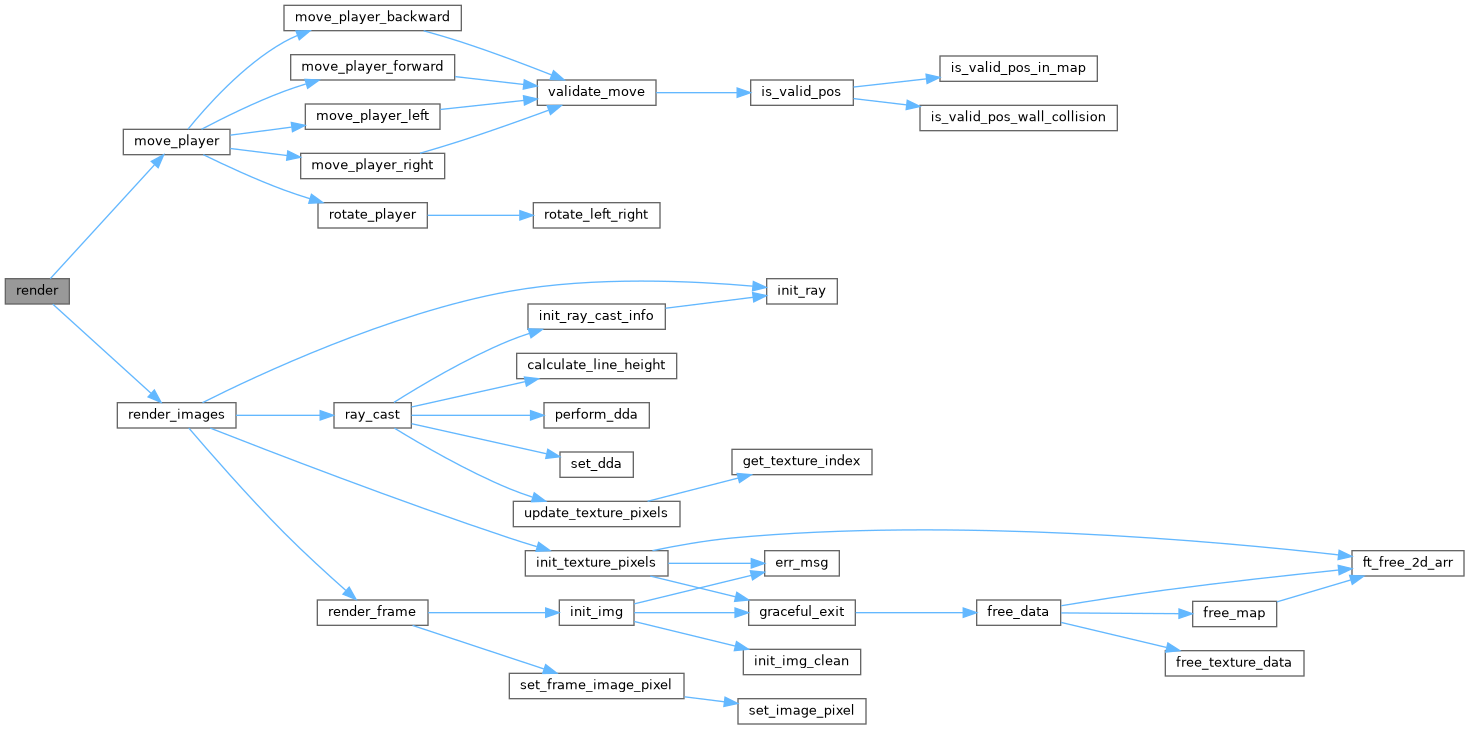 render
move_player
move_player_backward
move_player_forward
move_player_left
move_player_right
rotate_player
validate_move
is_valid_pos
is_valid_pos_in_map
is_valid_pos_wall_collision
rotate_left_right
render_images
init_ray
ray_cast
init_ray_cast_info
calculate_line_height
perform_dda
set_dda
update_texture_pixels
get_texture_index
init_texture_pixels
err_msg
graceful_exit
free_data
ft_free_2d_arr
free_map
free_texture_data
render_frame
init_img
init_img_clean
set_frame_image_pixel
set_image_pixel